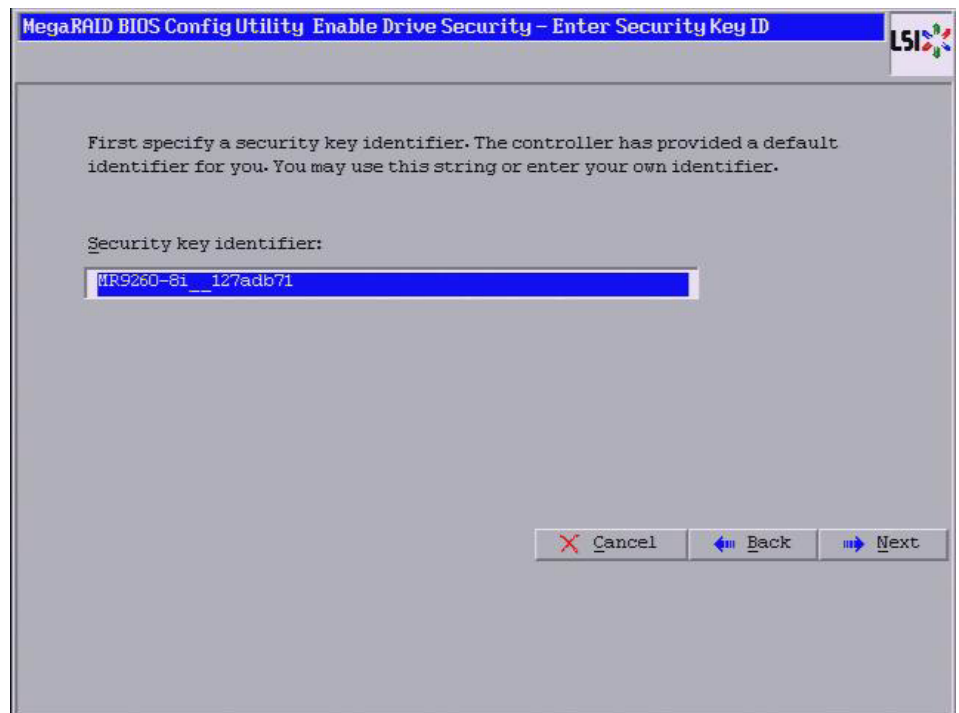 MegaRAID BIOS Config Utility Enable Drive Security – Enter Security Key ID
LSI
First specify a security key identifier. The controller has provided a default
identifier for you. You may use this string or enter your own identifier.
Security key identifier:
MR9260-8i__127adb71
Cancel
Back
Next